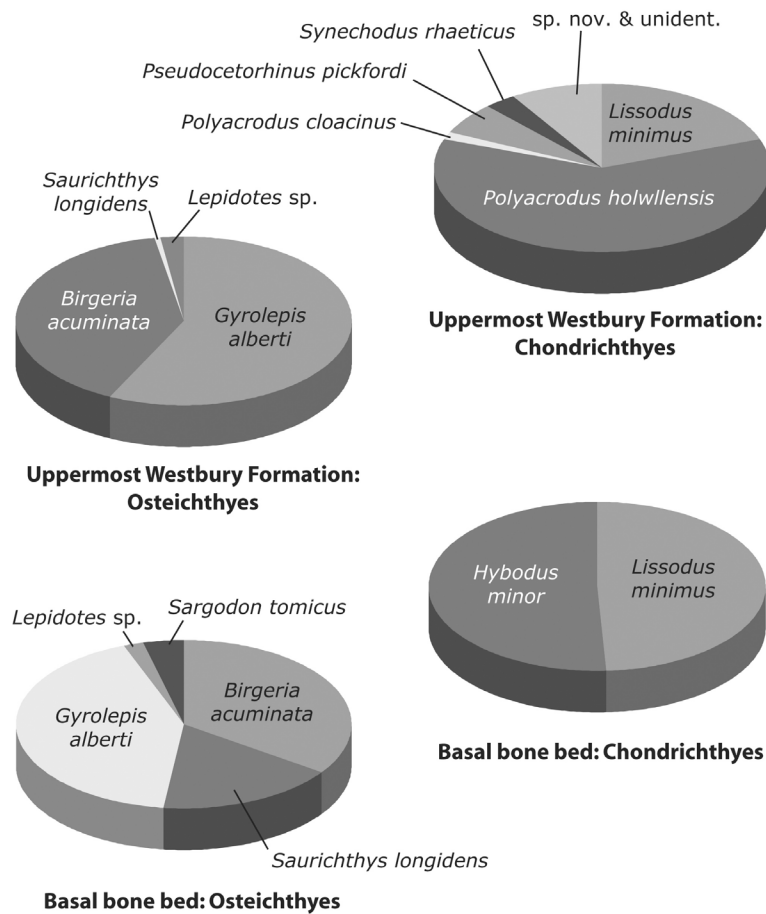 sp. nov. & unident.
Synechodus rhaeticus
Pseudocetorhinus pickfordi
Polyacrodus cloacinus
Lissodus
minimus
Polyacrodus holwllensis
Uppermost Westbury Formation:
Chondrichthyes
Saurichthys
longidens
Lepidotes sp.
Birgeria
acuminata
Gyrolepis
alberti
Uppermost Westbury Formation:
Osteichthyes
Hybodus
minor
Lissodus
minimus
Basal bone bed: Chondrichthyes
Lepidotes sp.
Sargodon tomicus
Birgeria
acuminata
Gyrolepis
alberti
Saurichthys longidens
Basal bone bed: Osteichthyes